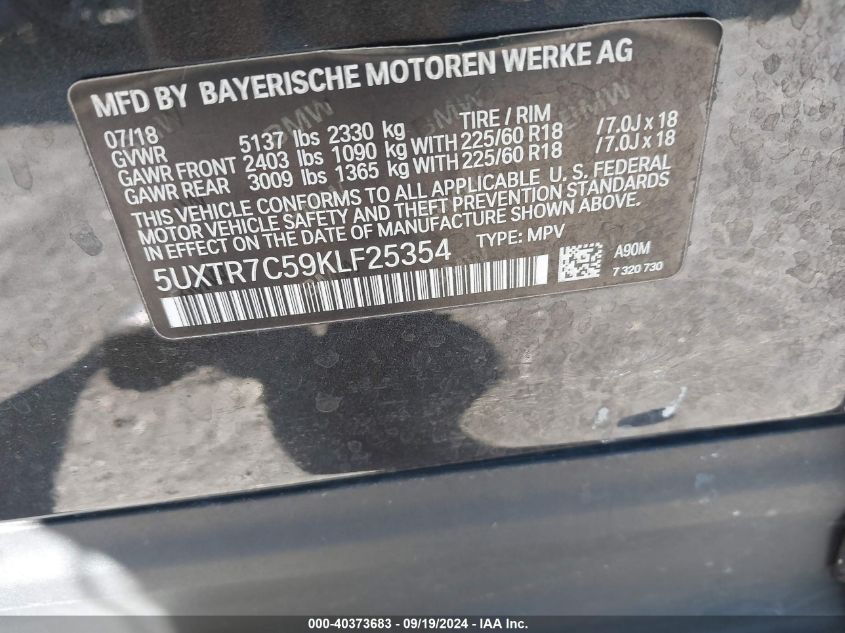 MFD BY BAYERISCHE MOTOREN WERKE AG
07/18 TIRE / RIM
GVWR 5137 lbs 2330 kg
GAWR FRONT 2403 lbs 1090 kg WITH 225/60 R18 /7.0J x 18
GAWR REAR 3009 lbs 1365 kg WITH 225/60 R18 /7.0J x 18
THIS VEHICLE CONFORMS TO ALL APPLICABLE U. S. FEDERAL
MOTOR VEHICLE SAFETY AND THEFT PREVENTION STANDARDS
IN EFFECT ON THE DATE OF MANUFACTURE SHOWN ABOVE.
5UXTR7C59KLF25354 TYPE: MPV
A90M
7 320 730
000-40373683 - 09/19/2024 - IAA Inc.